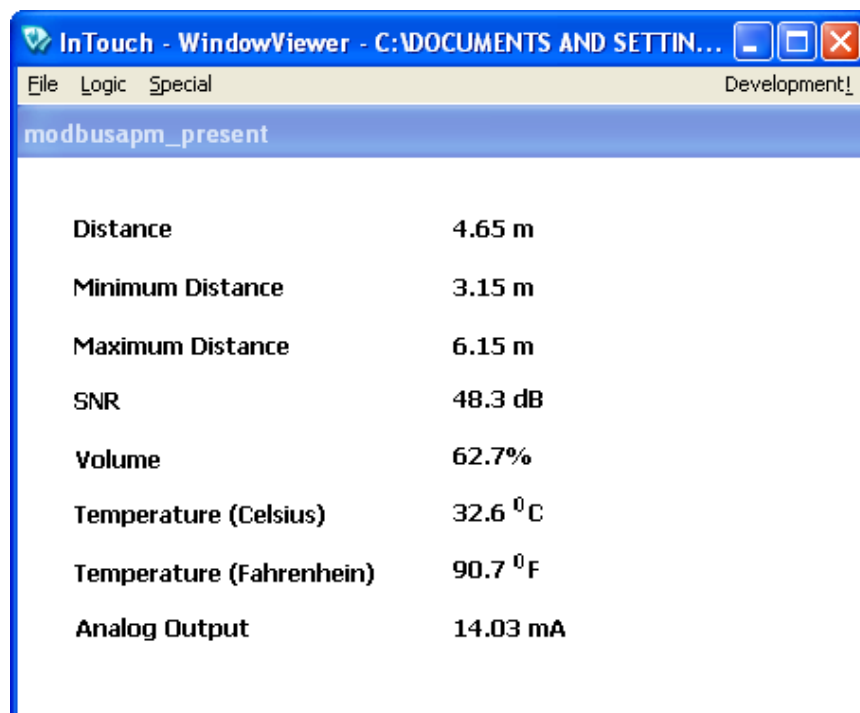 InTouch - WindowViewer - C:\DOCUMENTS AND SETTIN...
File Logic Special Development!
modbusapm_present
Distance 4.65 m
Minimum Distance 3.15 m
Maximum Distance 6.15 m
SNR 48.3 dB
Volume 62.7%
Temperature (Celsius) 32.6 ⁰C
Temperature (Fahrenhein) 90.7 ⁰F
Analog Output 14.03 mA